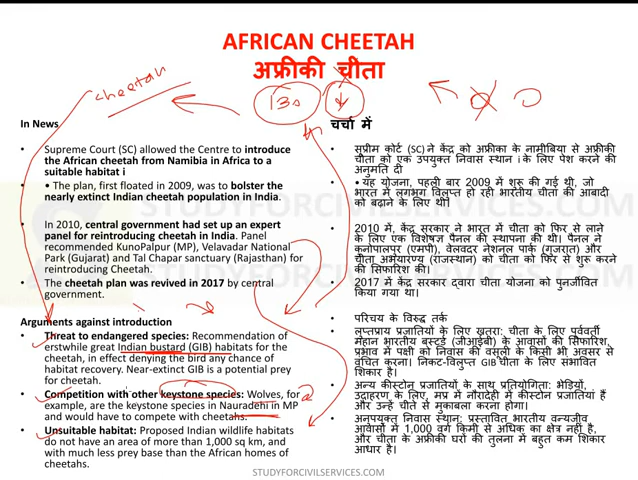 AFRICAN CHEETAH
अफ्रीकी चीता
cheetah
130
In News
Supreme Court (SC) allowed the Centre to introduce
the African cheetah from Namibia in Africa to a
suitable habitat i
• The plan, first floated in 2009, was to bolster the
nearly extinct Indian cheetah population in India.
In 2010, central government had set up an expert
panel for reintroducing cheetah in India. Panel
recommended KunoPalpur (MP), Velavadar National
Park (Gujarat) and Tal Chapar sanctuary (Rajasthan) for
reintroducing Cheetah.
The cheetah plan was revived in 2017 by central
government.
Arguments against introduction
Threat to endangered species: Recommendation of
erstwhile great Indian bustard (GIB) habitats for the
cheetah, in effect denying the bird any chance of
habitat recovery. Near-extinct GIB is a potential
prey for cheetah.
Competition with other keystone species: Wolves, for
example, are the keystone species in Nauradehi in MP
and would have to compete with cheetahs.
Unsuitable habitat: Proposed Indian wildlife habitats
do not have an area of more than 1,000 sq km, and
with much less prey base than the African homes of
cheetahs.
चर्चा में
सुप्रीम कोर्ट (SC) ने केंद्र को अफ्रीका के नामीबिया से अफ्रीकी
चीता को एक उपयुक्त निवास स्थान i के लिए पेश करने की
अनुमति दी
• यह योजना, पहली बार 2009 में शुरू की गई थी, जो
भारत में लगभग विलुप्त हो रही भारतीय चीता की आबादी
को बढ़ाने के लिए थी।
2010 में, केंद्र सरकार ने भारत में चीता को फिर से लाने
के लिए एक विशेषज्ञ पैनल की स्थापना की थी। पैनल ने
कुनोपालपुर (एमपी), वेलवदर नेशनल पार्क (गुजरात) और
चीता अभयारण्य (राजस्थान) को चीता को फिर से शुरू करने
की सिफारिश की।
2017 में केंद्र सरकार द्वारा चीता योजना को पुनर्जीवित
किया गया था।
परिचय के विरुद्ध तर्क
लुप्तप्राय प्रजातियों के लिए खतरा: चीता के लिए पूर्ववर्ती
महान भारतीय बस्टर्ड (जीआईबी) के आवासों की सिफारिश,
प्रभाव में पक्षी को निवास की वसूली के किसी भी अवसर से
वंचित करना। निकट-विलुप्त GIB चीता के लिए संभावित
शिकार है।
अन्य कीस्टोन प्रजातियों के साथ प्रतियोगिता: भेड़ियों,
उदाहरण के लिए, मप्र में नौरादेही में कीस्टोन प्रजातियां हैं
और उन्हें चीते से मुकाबला करना होगा।
अनुपयुक्त निवास स्थान: प्रस्तावित भारतीय वन्यजीव
आवासों में 1,000 वर्ग किमी से अधिक का क्षेत्र नहीं है,
और चीता के अफ्रीकी घरों की तुलना में बहुत कम शिकार
आधार है।
STUDYFORCIVILSERVICES.COM